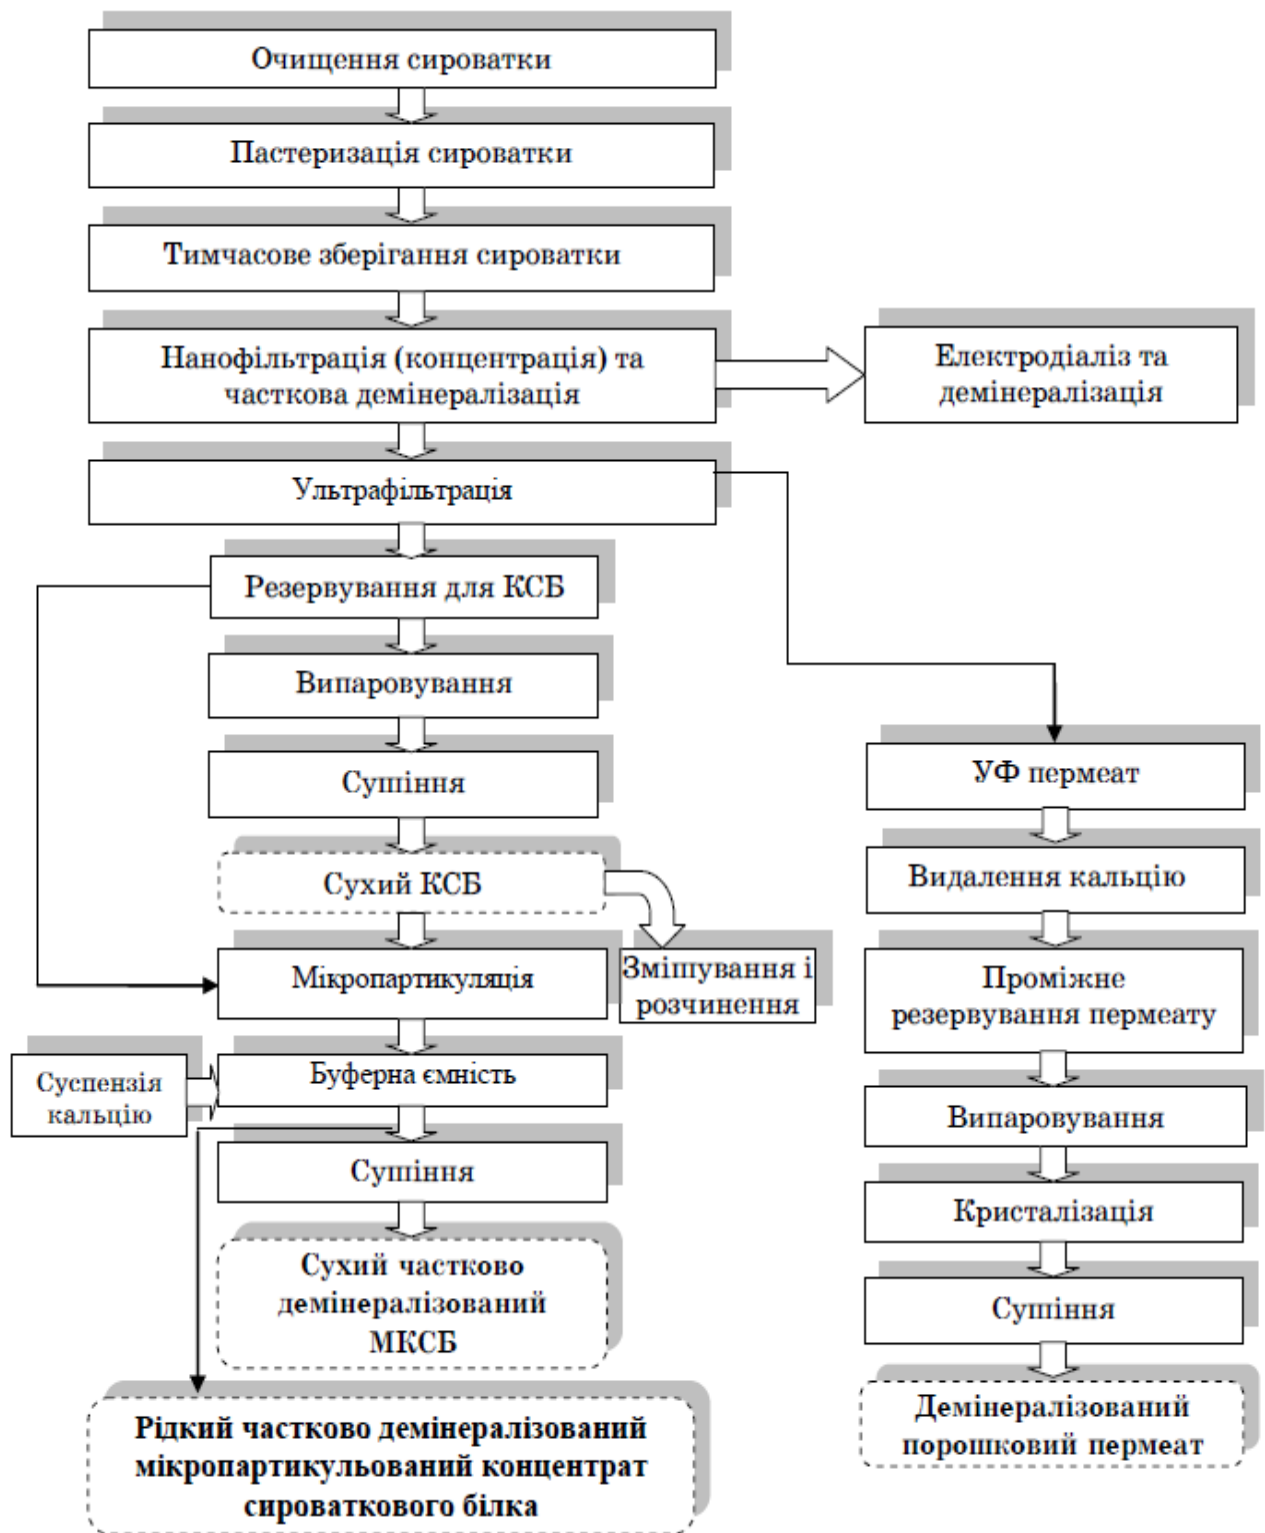 Очищення сироватки
Пастеризація сироватки
Тимчасове зберігання сироватки
Нанофільтрація (концентрація) та
часткова демінералізація
Електродіаліз та
демінералізація
Ультрафільтрація
Резервування для КСБ
Випаровування
Сушіння
Сухий КСБ
Змішування і
розчинення
Мікропартикуляція
Суспензія
кальцію
Буферна ємність
Сушіння
Сухий частково
демінералізований
МКСБ
Рідкий частково демінералізований
мікропартикульований концентрат
сироваткового білка
УФ пермеат
Видалення кальцію
Проміжне
резервування пермеату
Випаровування
Кристалізація
Сушіння
Демінералізований
порошковий пермеат